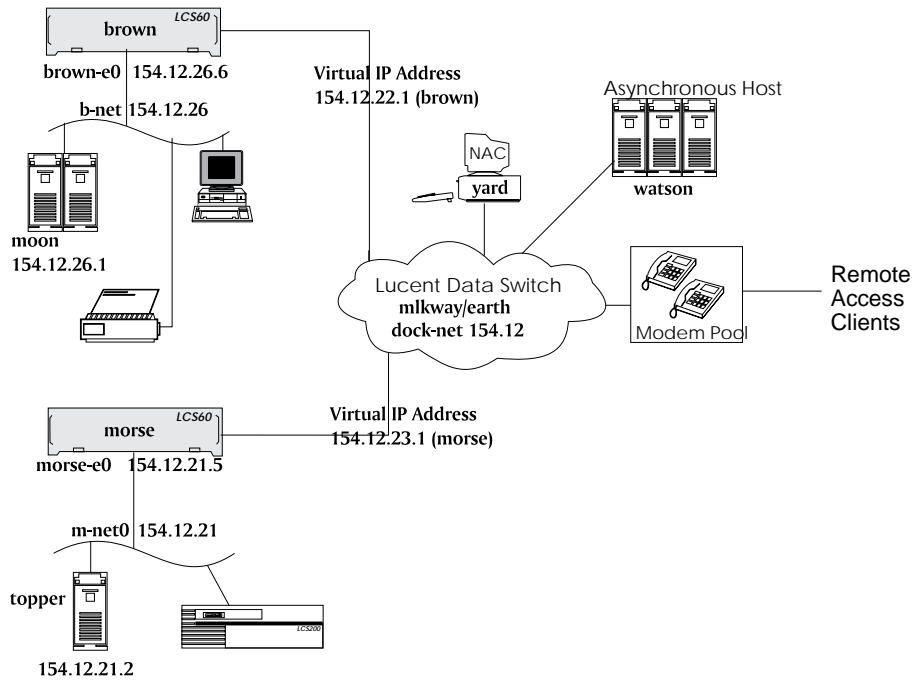 LCS60
brown
brown-e0 154.12.26.6
b-net 154.12.26
moon
154.12.26.1
Virtual IP Address
154.12.22.1 (brown)
NAC
yard
Asynchronous Host
watson
Lucent Data Switch
mlkway/earth
dock-net 154.12
Modem Pool
Remote
Access
Clients
LCS60
morse
morse-e0 154.12.21.5
Virtual IP Address
154.12.23.1 (morse)
m-net0 154.12.21
topper
154.12.21.2
LCS200